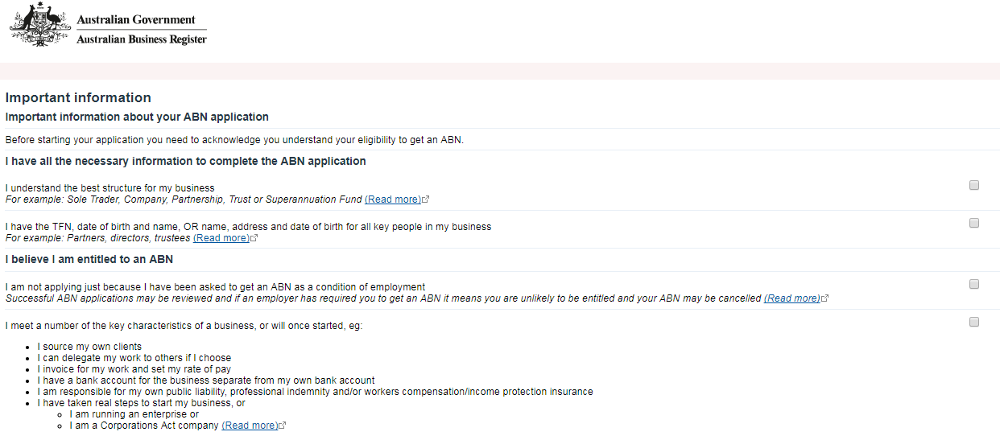 Australian Government
Australian Business Register
Important information
Important information about your ABN application
Before starting your application you need to acknowledge you understand your eligibility to get an ABN.
I have all the necessary information to complete the ABN application
I understand the best structure for my business
For example: Sole Trader, Company, Partnership, Trust or Superannuation Fund (Read more)
I have the TFN, date of birth and name, OR name, address and date of birth for all key people in my business
For example: Partners, directors, trustees (Read more)
I believe I am entitled to an ABN
I am not applying just because I have been asked to get an ABN as a condition of employment
Successful ABN applications may be reviewed and if an employer has required you to get an ABN it means you are unlikely to be entitled and your ABN may be cancelled (Read more)
I meet a number of the key characteristics of a business, or will once started, eg:
I source my own clients
I can delegate my work to others if I choose
I invoice for my work and set my rate of pay
I have a bank account for the business separate from my own bank account
I am responsible for my own public liability, professional indemnity and/or workers compensation/income protection insurance
I have taken real steps to start my business, or
I am running an enterprise or
I am a Corporations Act company (Read more)